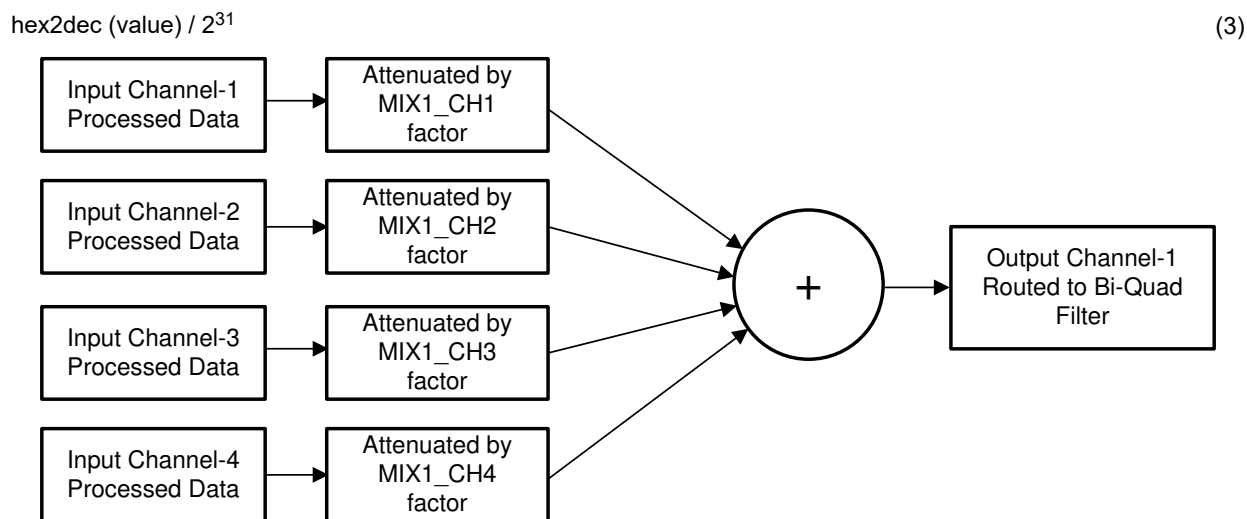 hex2dec (value) / 2³¹ (3)
Input Channel-1
Processed Data
Attenuated by
MIX1_CH1
factor
Input Channel-2
Processed Data
Attenuated by
MIX1_CH2
factor
Input Channel-3
Processed Data
Attenuated by
MIX1_CH3
factor
Input Channel-4
Processed Data
Attenuated by
MIX1_CH4
factor
+
Output Channel-1
Routed to Bi-Quad
Filter